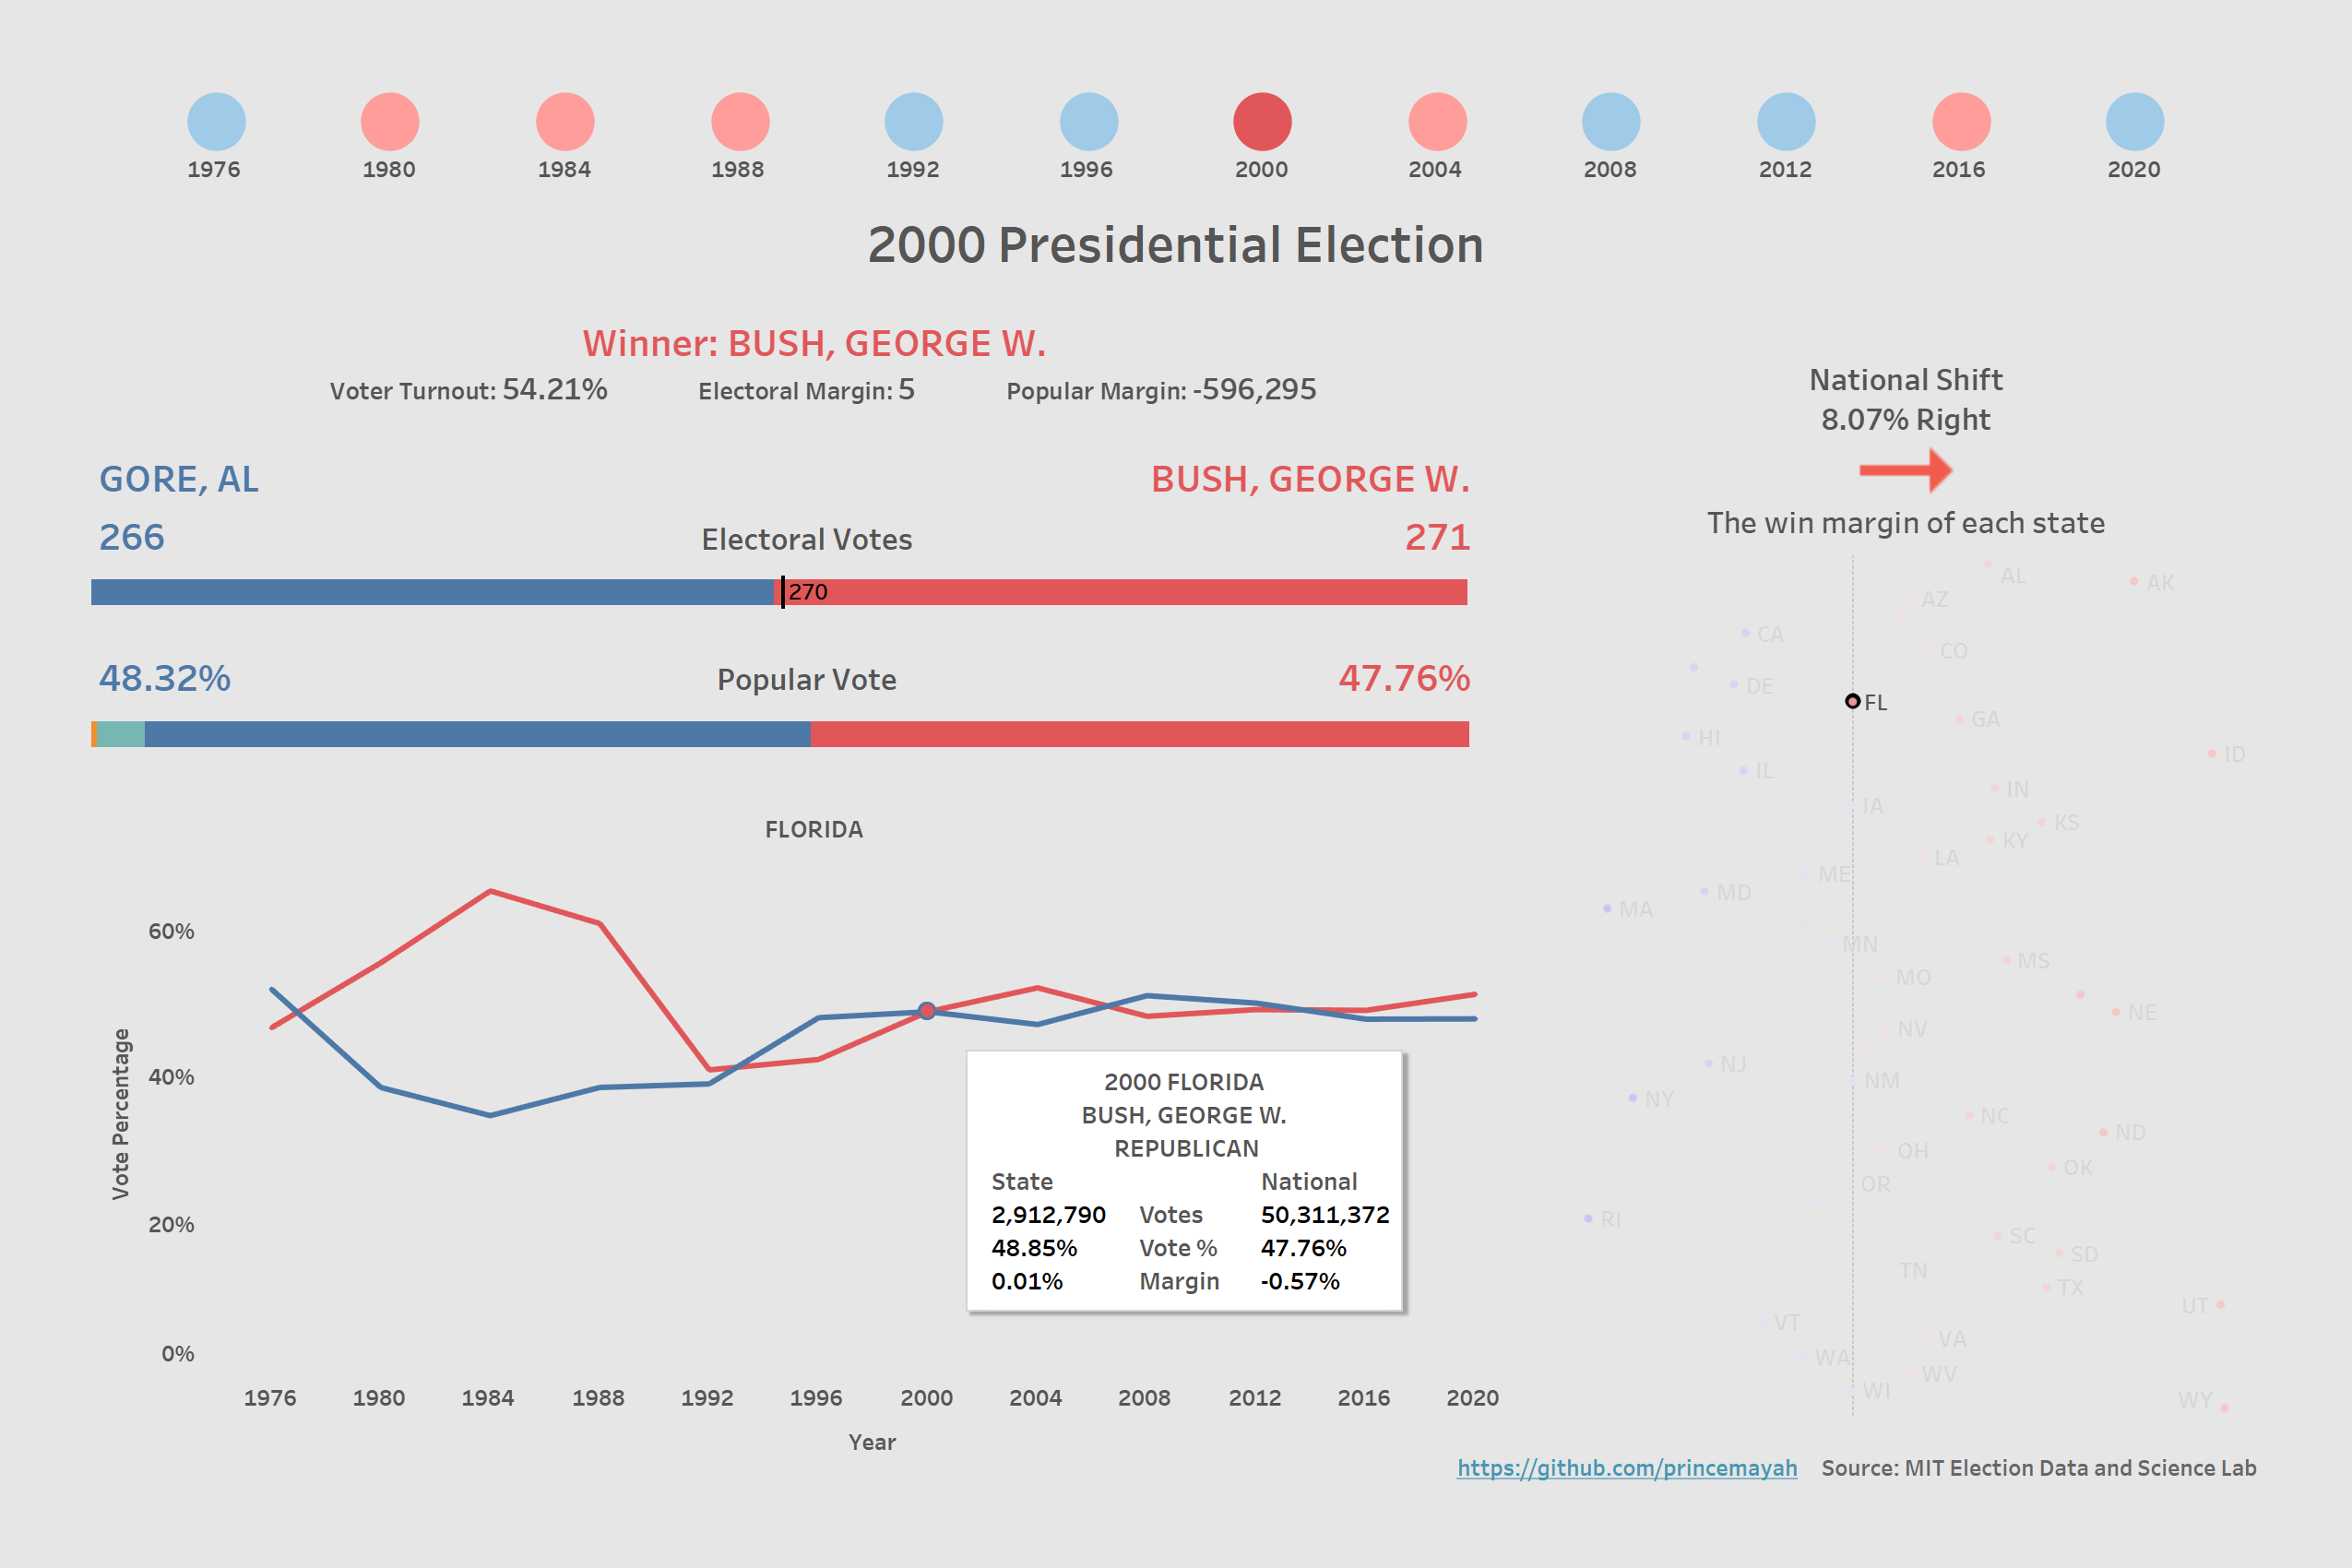 1976 1980 1984 1988 1992 1996 2000 2004 2008 2012 2016 2020
2000 Presidential Election
Winner: BUSH, GEORGE W.
Voter Turnout: 54.21% Electoral Margin: 5 Popular Margin: -596,295
GORE, AL BUSH, GEORGE W.
266 Electoral Votes 271
270
48.32% Popular Vote 47.76%
FLORIDA
Vote Percentage
60%
40%
20%
0%
2000 FLORIDA
BUSH, GEORGE W.
REPUBLICAN
State National
2,912,790 Votes 50,311,372
48.85% Vote % 47.76%
0.01% Margin -0.57%
1976 1980 1984 1988 1992 1996 2000 2004 2008 2012 2016 2020
Year
National Shift
8.07% Right
The win margin of each state
AL
AK
AZ
CA
CO
DE
FL
GA
HI
ID
IL
IN
IA
KS
KY
LA
ME
MD
MA
MN
MS
MO
NE
NV
NJ
NM
NY
NC
ND
OH
OK
OR
RI
SC
SD
TN
TX
UT
VT
VA
WA
WV
WI
WY
https://github.com/princemayah Source: MIT Election Data and Science Lab